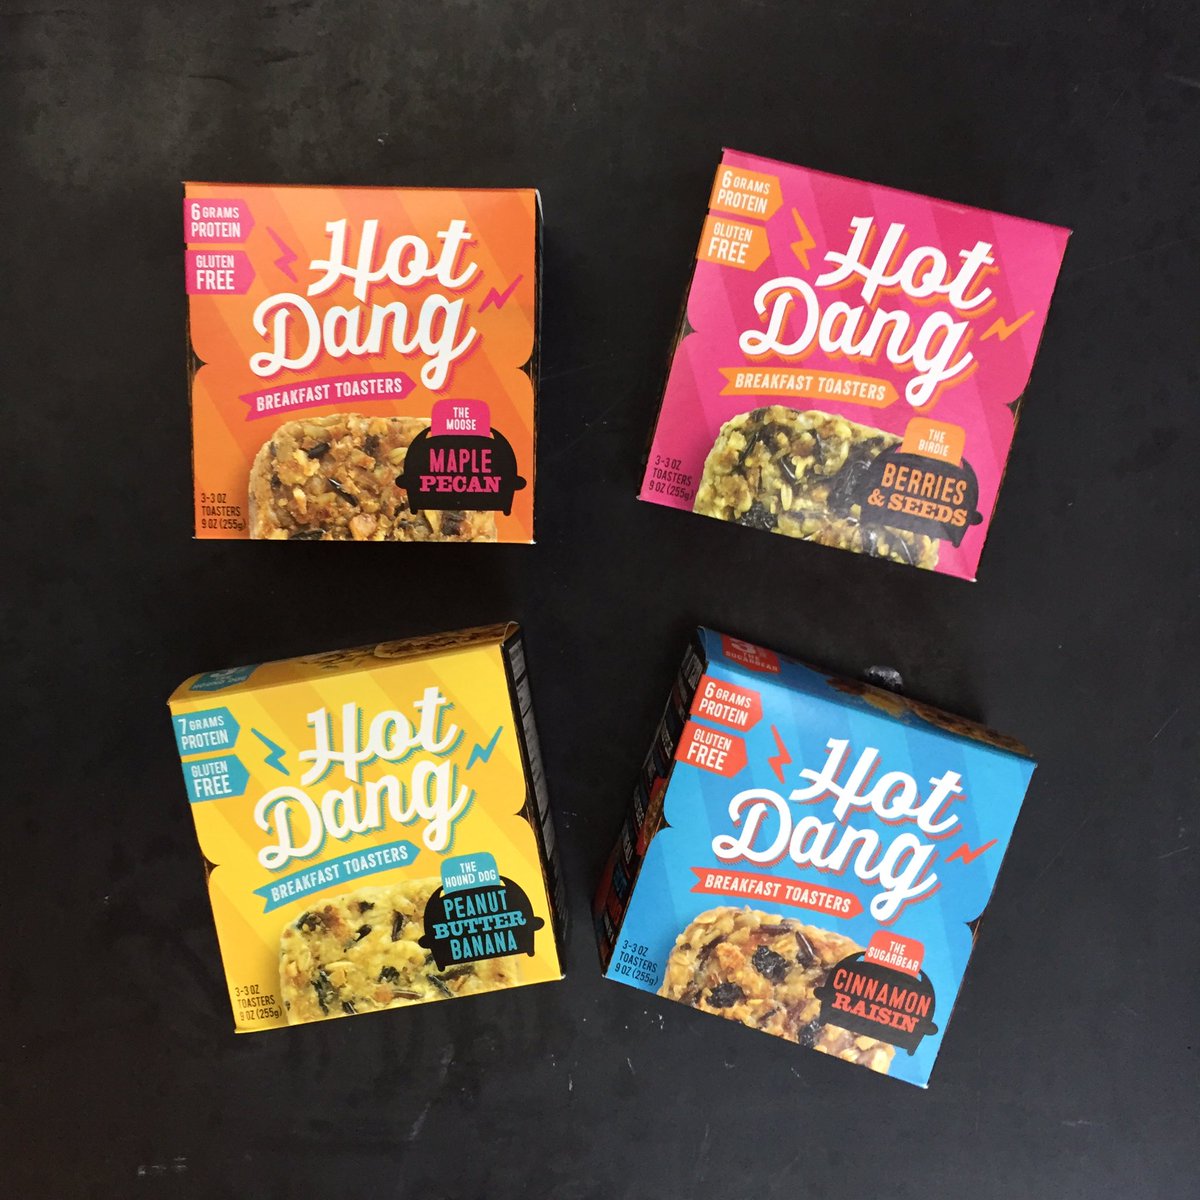 6 GRAMS
PROTEIN
GLUTEN
FREE
Hot
Dang
BREAKFAST TOASTERS
THE
MOOSE
MAPLE
PECAN
3-3 OZ
TOASTERS
9 OZ (255g)
6 GRAMS
PROTEIN
GLUTEN
FREE
Hot
Dang
BREAKFAST TOASTERS
THE
BIRDIE
BERRIES
& SEEDS
3-3 OZ
TOASTERS
9 OZ (255g)
7 GRAMS
PROTEIN
GLUTEN
FREE
Hot
Dang
BREAKFAST TOASTERS
THE
HOUND DOG
PEANUT
BUTTER
BANANA
3-3 OZ
TOASTERS
9 OZ (255g)
THE
SUGARBEAR
6 GRAMS
PROTEIN
GLUTEN
FREE
Hot
Dang
BREAKFAST TOASTERS
THE
SUGARBEAR
CINNAMON
RAISIN
3-3 OZ
TOASTERS
9 OZ (255g)